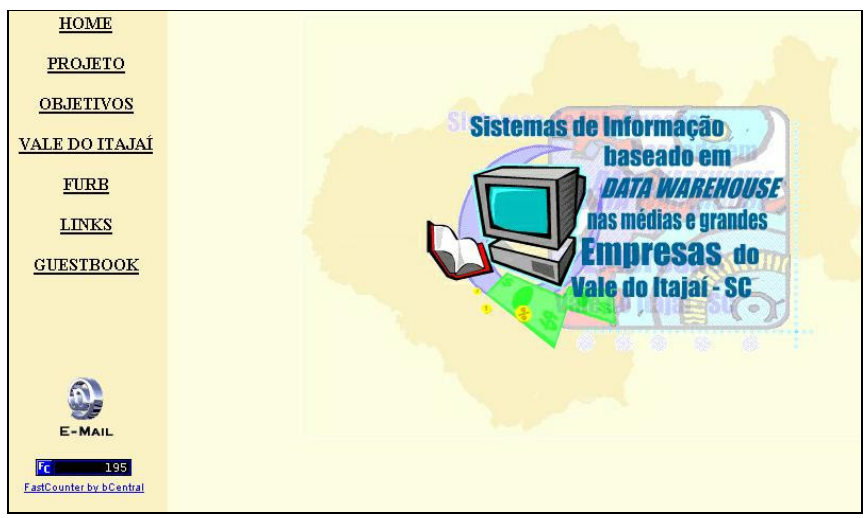 HOME
PROJETO
OBJETIVOS
VALE DO ITAJAÍ
FURB
LINKS
GUESTBOOK
E-MAIL
FC 195
FastCounter by bCentral
Sistemas de Informação
baseado em
DATA WAREHOUSE
nas médias e grandes
Empresas do
Vale do Itajaí - SC